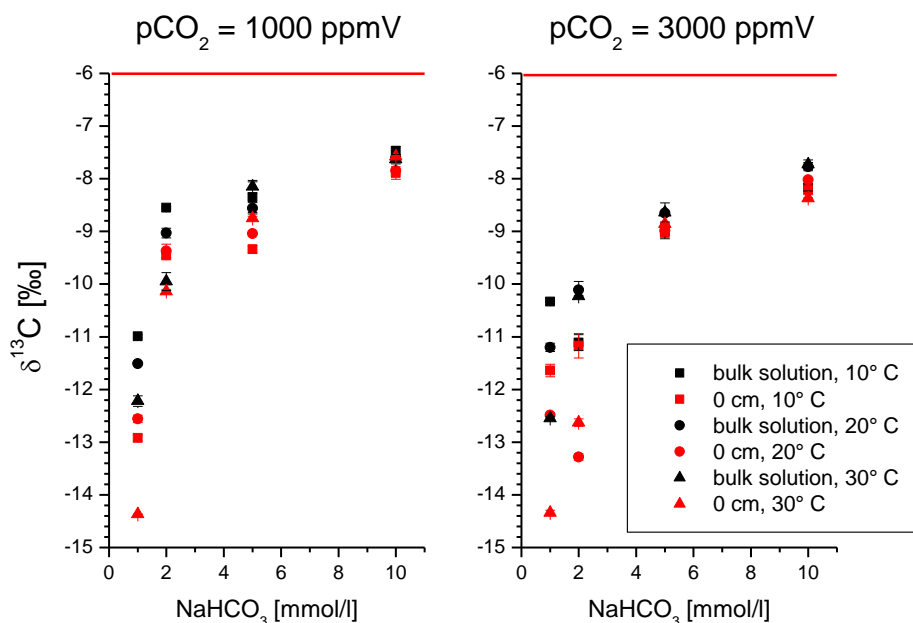 pCO₂ = 1000 ppmV
pCO₂ = 3000 ppmV
δ¹³C [‰]
-6
-7
-8
-9
-10
-11
-12
-13
-14
-15
0 2 4 6 8 10
NaHCO₃ [mmol/l]
-6
-7
-8
-9
-10
-11
-12
-13
-14
-15
0 2 4 6 8 10
NaHCO₃ [mmol/l]
bulk solution, 10° C
0 cm, 10° C
bulk solution, 20° C
0 cm, 20° C
bulk solution, 30° C
0 cm, 30° C